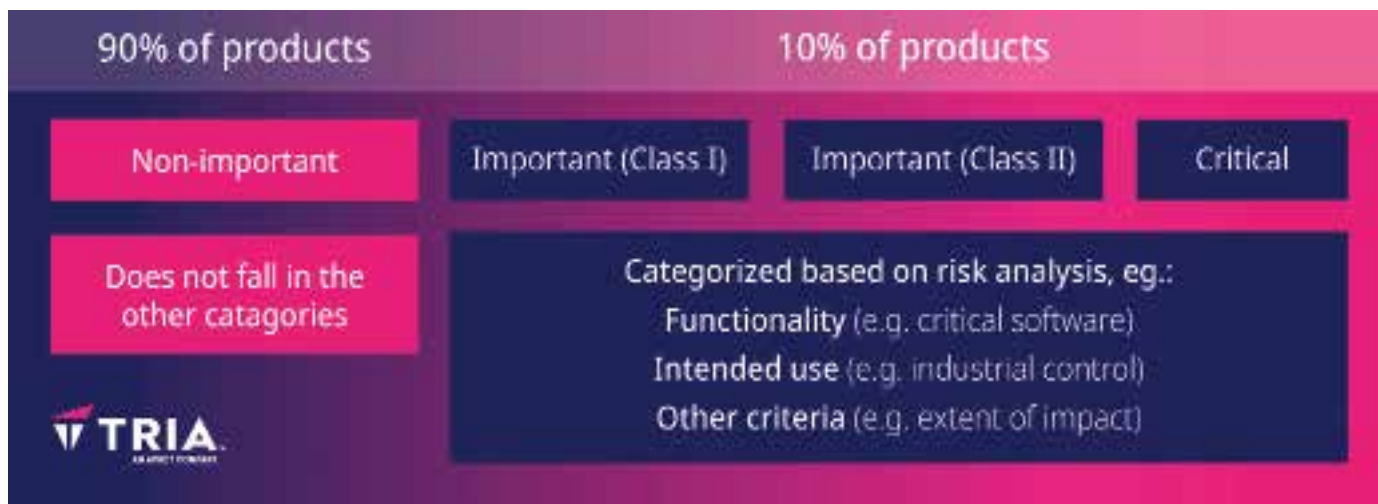 90% of products
10% of products
Non-important
Important (Class I)
Important (Class II)
Critical
Does not fall in the
other catagories
Categorized based on risk analysis, eg.:
Functionality (e.g. critical software)
Intended use (e.g. industrial control)
Other criteria (e.g. extent of impact)
TRIA